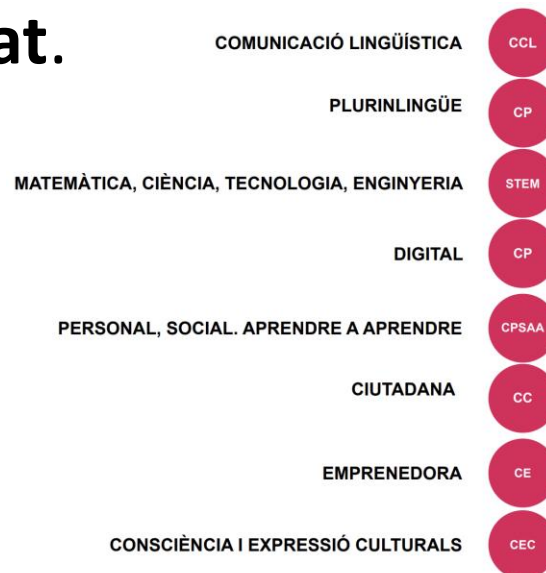 at.
COMUNICACIÓ LINGÜÍSTICA CCL
PLURINLINGÜE CP
MATEMÀTICA, CIÈNCIA, TECNOLOGIA, ENGINYERIA STEM
DIGITAL CP
PERSONAL, SOCIAL. APRENDRE A APRENDRE CPSAA
CIUTADANA CC
EMPRENEDORA CE
CONSCIÈNCIA I EXPRESSIÓ CULTURALS CEC